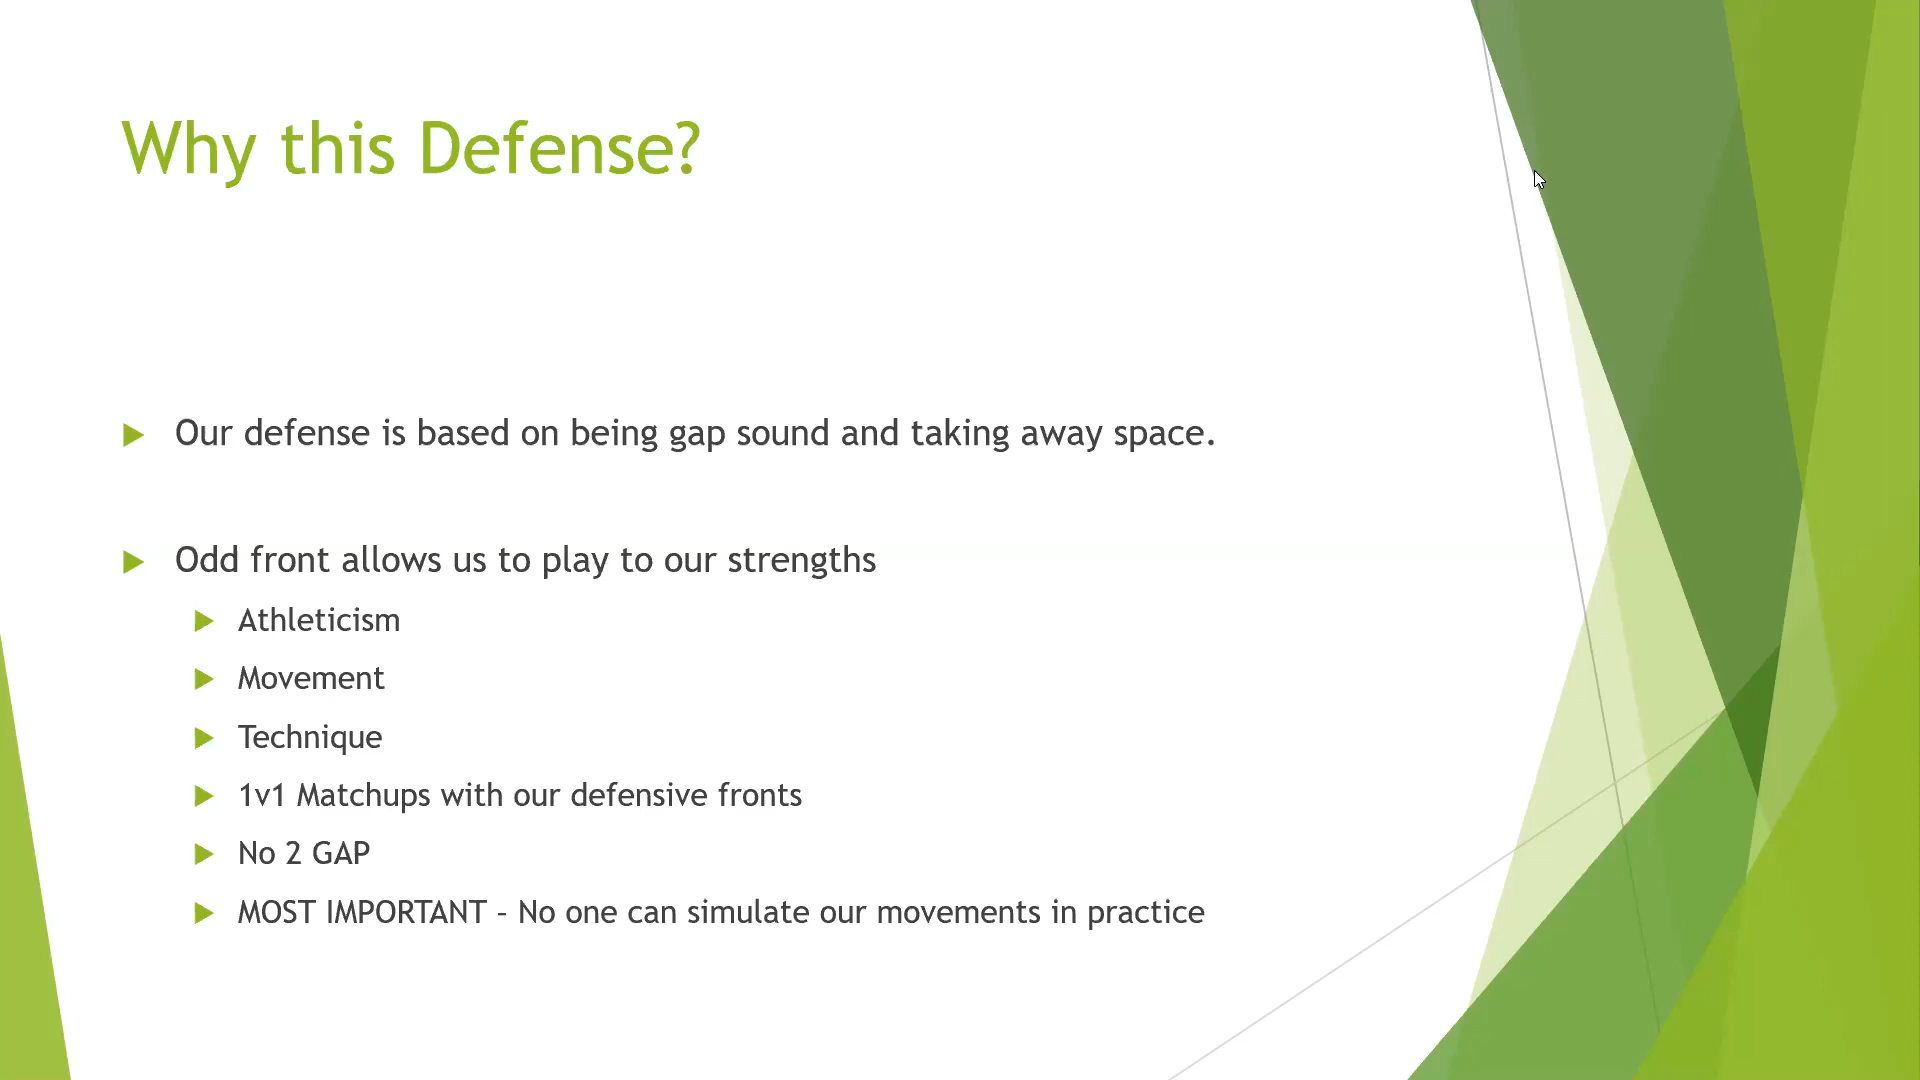 Why this Defense?
Our defense is based on being gap sound and taking away space.
Odd front allows us to play to our strengths
Athleticism
Movement
Technique
1v1 Matchups with our defensive fronts
No 2 GAP
MOST IMPORTANT – No one can simulate our movements in practice